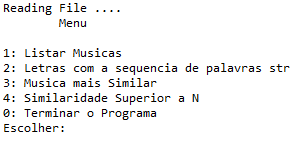 Reading File ....
Menu
1: Listar Musicas
2: Letras com a sequencia de palavras str
3: Musica mais Similar
4: Similaridade Superior a N
0: Terminar o Programa
Escolher: